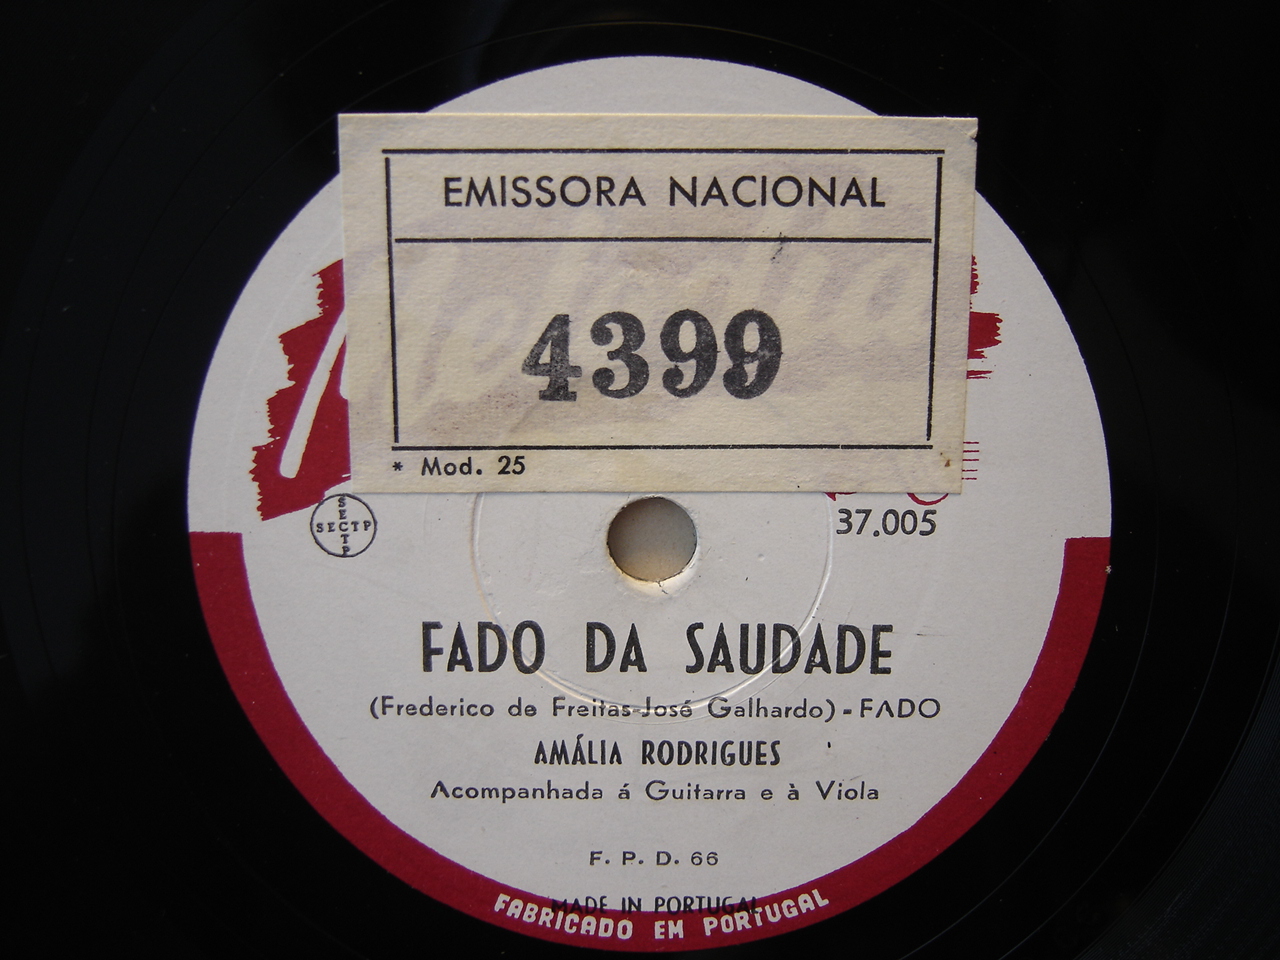 EMISSORA NACIONAL
4399
* Mod. 25
SECTP
SECTP
37.005
FADO DA SAUDADE
(Frederico de Freitas-José Galhardo) - FADO
AMÁLIA RODRIGUES
Acompanhada á Guitarra e à Viola
F. P. D. 66
MADE IN PORTUGAL
FABRICADO EM PORTUGAL